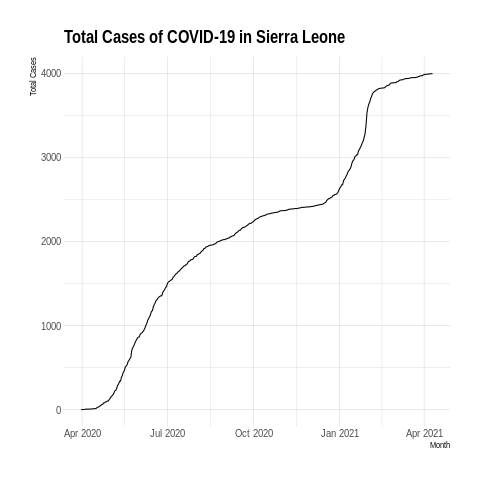 Total Cases of COVID-19 in Sierra Leone
Total Cases
4000
3000
2000
1000
0
Apr 2020 Jul 2020 Oct 2020 Jan 2021 Apr 2021
Month